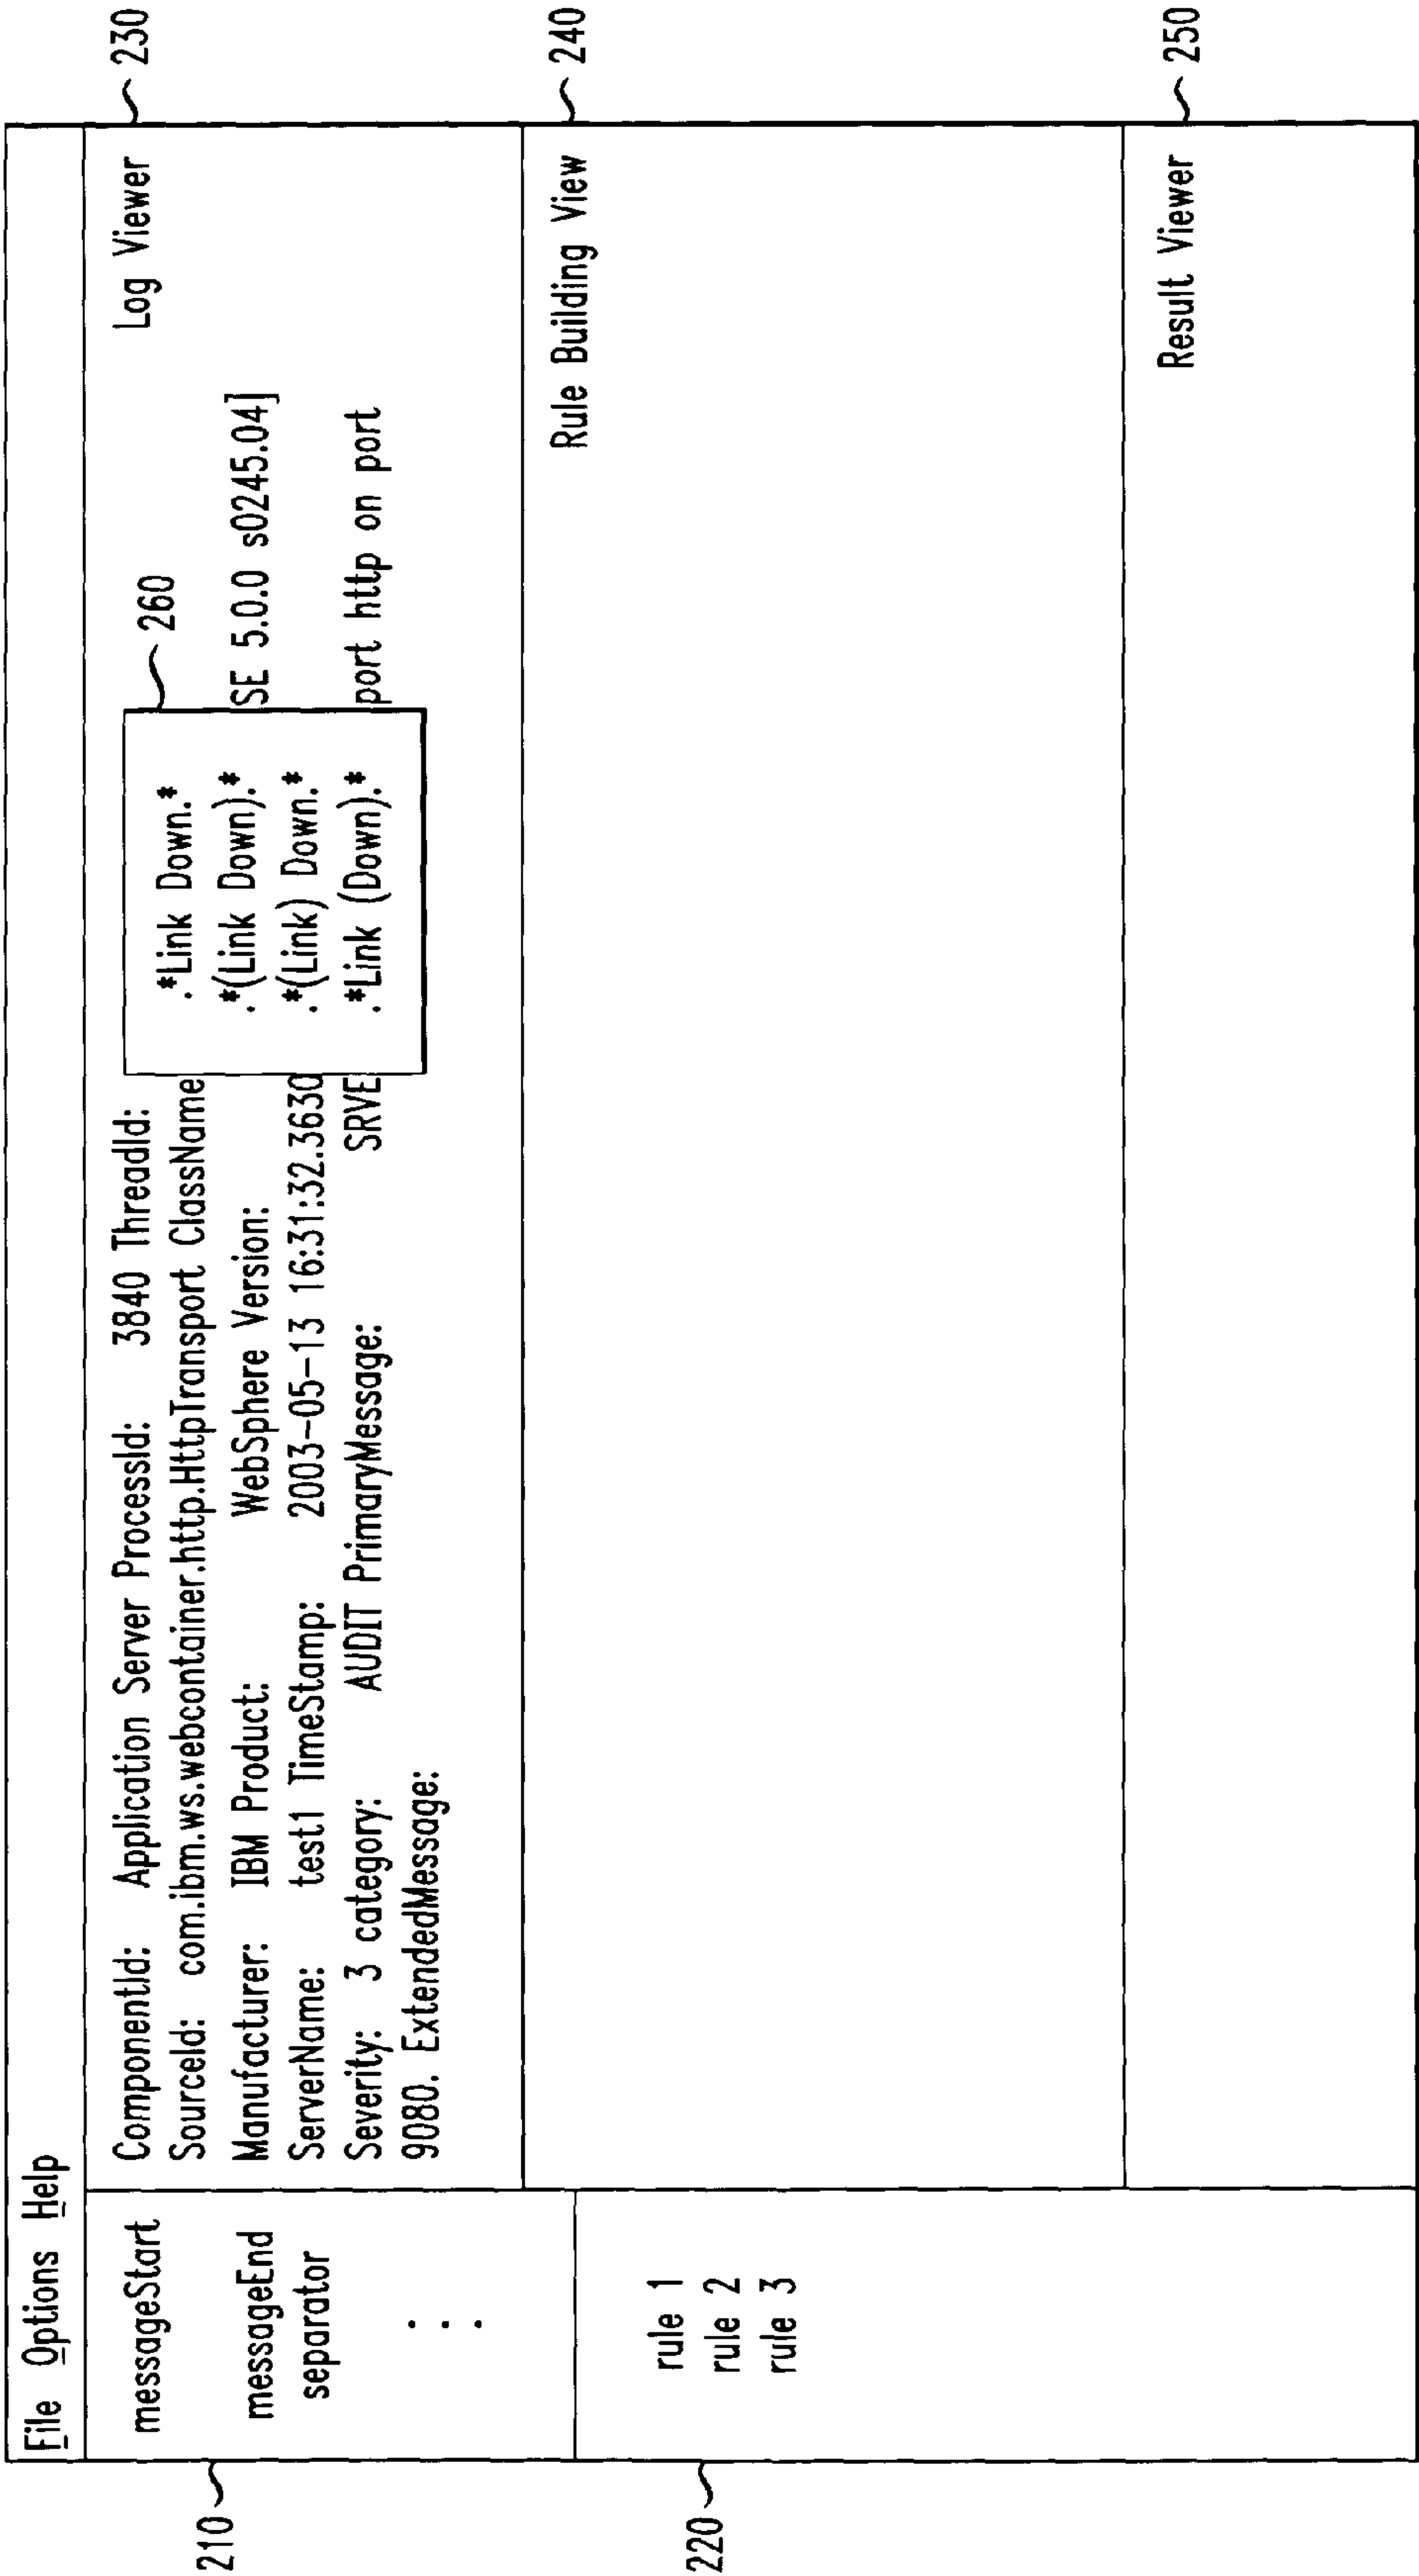 File Options Help
messageStart
messageEnd
separator
. . .
rule 1
rule 2
rule 3
210
220
Log Viewer
ComponentId: Application Server ProcessId: 3840 ThreadId:
SourceId: com.ibm.ws.webcontainer.http.HttpTransport ClassName
Manufacturer: IBM Product: WebSphere Version: SE 5.0.0 s0245.04]
ServerName: test1 TimeStamp: 2003-05-13 16:31:32.3630
Severity: 3 category: AUDIT PrimaryMessage: SRVE port http on port
9080. ExtendedMessage:
.*Link Down.*
.*(Link Down).*
.*(Link) Down.*
.*Link (Down).*
260
230
Rule Building View
240
Result Viewer
250